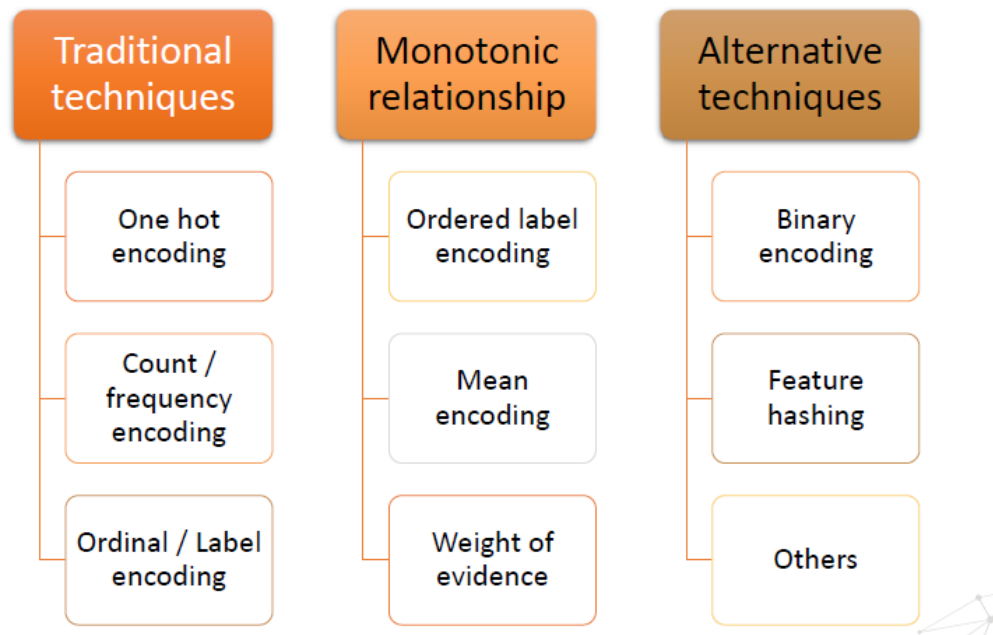 Traditional
techniques
One hot
encoding
Count /
frequency
encoding
Ordinal / Label
encoding
Monotonic
relationship
Ordered label
encoding
Mean
encoding
Weight of
evidence
Alternative
techniques
Binary
encoding
Feature
hashing
Others